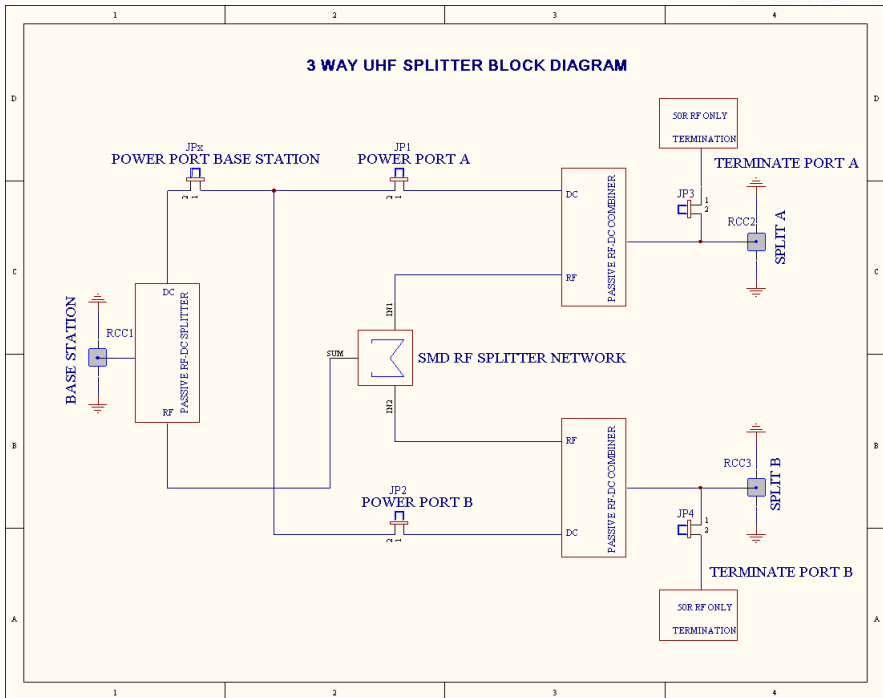 1 2 3 4
3 WAY UHF SPLITTER BLOCK DIAGRAM
D D
50R RF ONLY
TERMINATION
JPx
POWER PORT BASE STATION
JP1
POWER PORT A
TERMINATE PORT A
2 1
2 1
DC
JP3
1
2
RCC2
SPLIT A
PASSIVE RF-DC COMBINER
RF
C C
DC
PASSIVE RF-DC SPLITTER
RF
RCC1
BASE STATION
IN1
SUM
SMD RF SPLITTER NETWORK
IN2
B B
RF
PASSIVE RF-DC COMBINER
DC
RCC3
SPLIT B
JP2
POWER PORT B
2 1
JP4
1
2
TERMINATE PORT B
50R RF ONLY
TERMINATION
A A
1 2 3 4